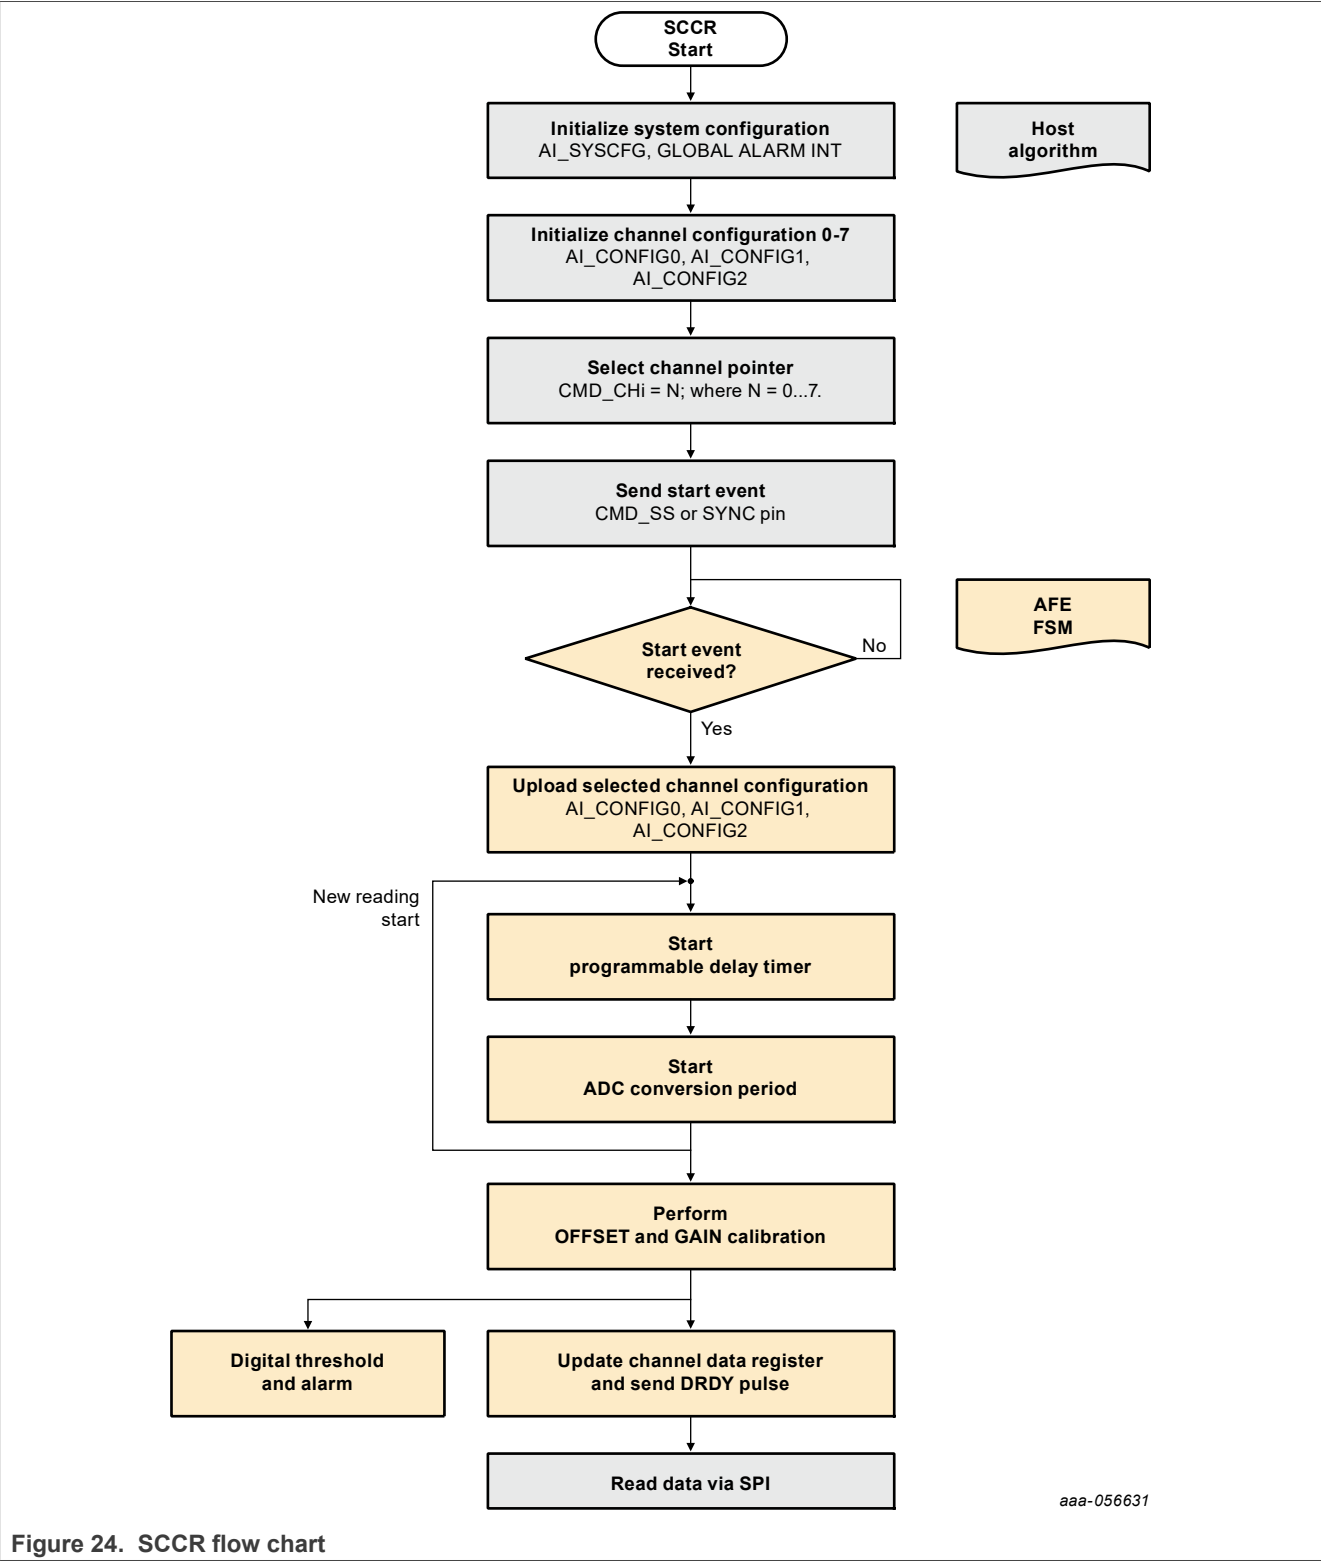 SCCR
Start
Initialize system configuration
AI_SYSCFG, GLOBAL ALARM INT
Host
algorithm
Initialize channel configuration 0-7
AI_CONFIG0, AI_CONFIG1,
AI_CONFIG2
Select channel pointer
CMD_CHi = N; where N = 0...7.
Send start event
CMD_SS or SYNC pin
AFE
FSM
Start event
received?
No
Yes
Upload selected channel configuration
AI_CONFIG0, AI_CONFIG1,
AI_CONFIG2
New reading
start
Start
programmable delay timer
Start
ADC conversion period
Perform
OFFSET and GAIN calibration
Digital threshold
and alarm
Update channel data register
and send DRDY pulse
Read data via SPI
aaa-056631
Figure 24. SCCR flow chart